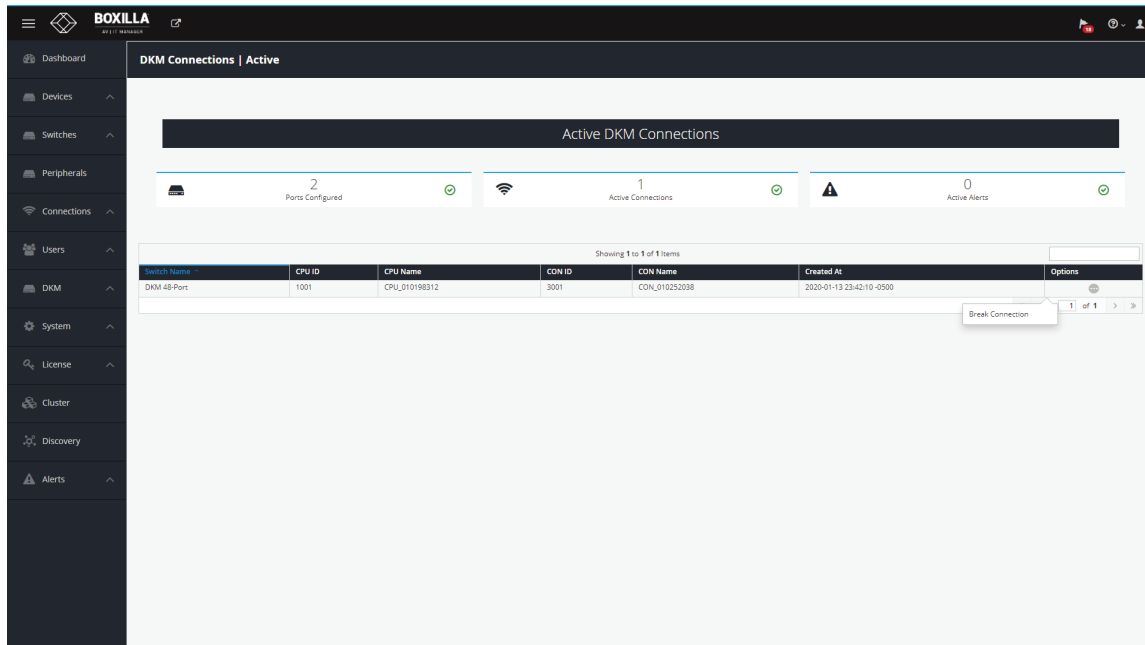 BOXILLA
AV | IT MANAGER
18
Dashboard
DKM Connections | Active
Devices
Switches
Peripherals
Connections
Users
DKM
System
License
Cluster
Discovery
Alerts
Active DKM Connections
2
Ports Configured
1
Active Connections
0
Active Alerts
Showing 1 to 1 of 1 Items
Switch Name CPU ID CPU Name CON ID CON Name Created At Options
DKM 48-Port 1001 CPU_010198312 3001 CON_010252038 2020-01-13 23:42:10 -0500
1 of 1 > »
Break Connection